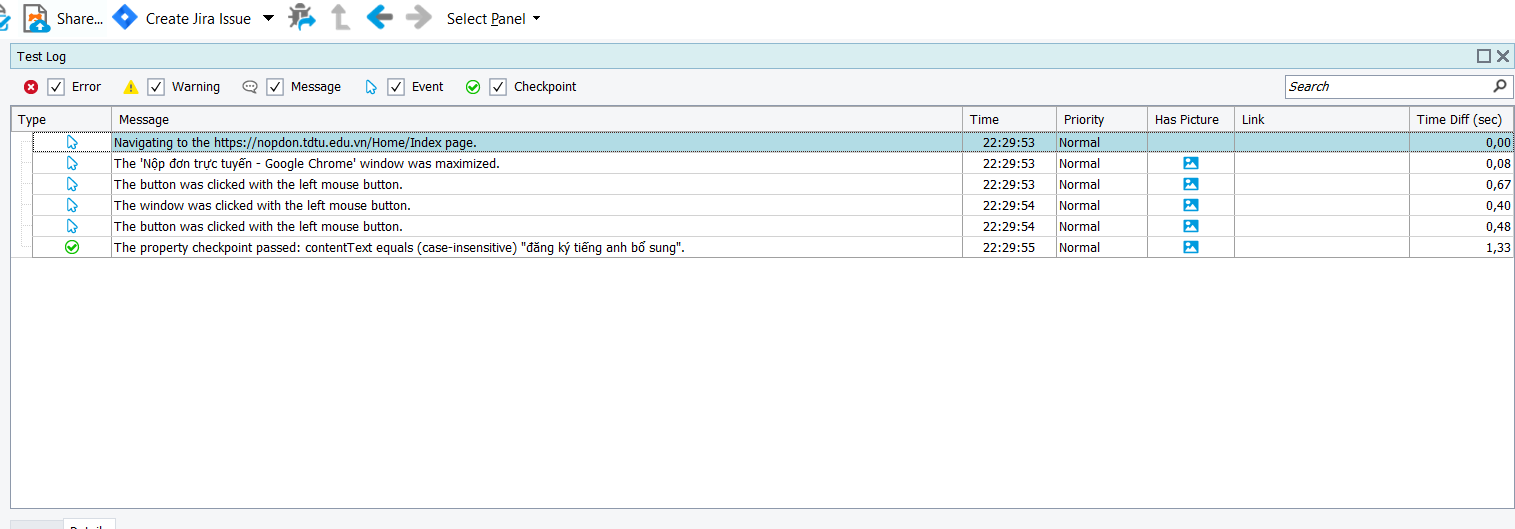 Share... Create Jira Issue Select Panel
Test Log
Error Warning Message Event Checkpoint Search
Type Message Time Priority Has Picture Link Time Diff (sec)
Navigating to the https://nopdon.tdtu.edu.vn/Home/Index page. 22:29:53 Normal 0,00
The 'Nộp đơn trực tuyến - Google Chrome' window was maximized. 22:29:53 Normal 0,08
The button was clicked with the left mouse button. 22:29:53 Normal 0,67
The window was clicked with the left mouse button. 22:29:54 Normal 0,40
The button was clicked with the left mouse button. 22:29:54 Normal 0,48
The property checkpoint passed: contentText equals (case-insensitive) "đăng ký tiếng anh bổ sung". 22:29:55 Normal 1,33